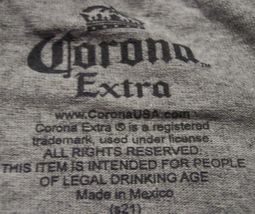 Corona™
Extra
www.CoronaUSA.com
Corona Extra ® is a registered
trademark, used under license.
ALL RIGHTS RESERVED.
THIS ITEM IS INTENDED FOR PEOPLE
OF LEGAL DRINKING AGE
Made in Mexico
(s21)